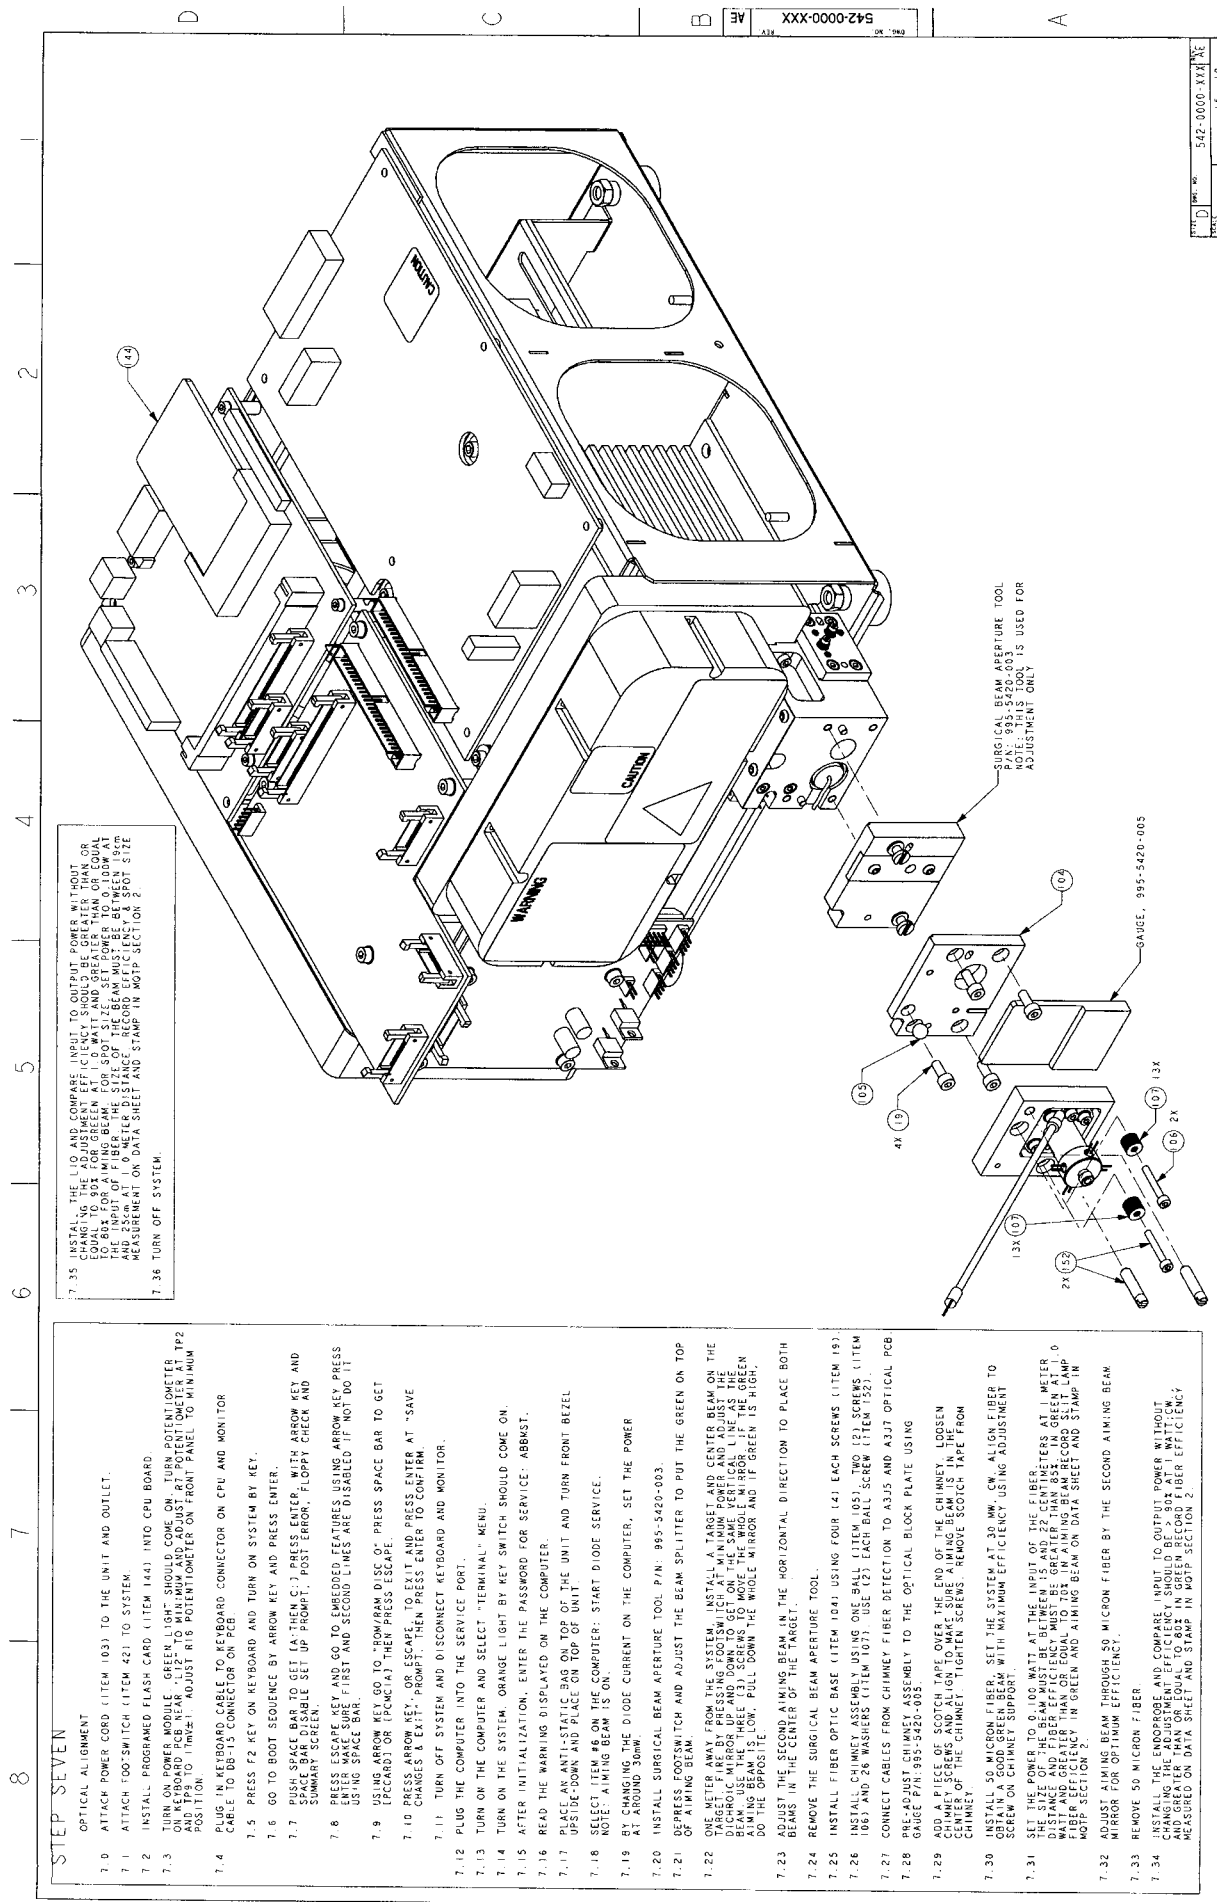 STEP SEVEN
OPTICAL ALIGNMENT
7.0 ATTACH POWER CORD (ITEM 103) TO THE UNIT AND OUTLET.
7.1 ATTACH FOOTSWITCH (ITEM 42) TO SYSTEM.
7.2 INSTALL PROGRAMED FLASH CARD (ITEM 144) INTO CPU BOARD.
7.3 TURN ON POWER MODULE. GREEN LIGHT SHOULD COME ON. TURN POTENTIOMETER
ON KEYBOARD PCB NEAR "L12" TO MINIMUM AND ADJUST R7 POTENTIOMETER AT TP2
AND TP9 TO 17mV±1. ADJUST R16 POTENTIOMETER ON FRONT PANEL TO MINIMUM
POSITION.
7.4 PLUG IN KEYBOARD CABLE TO KEYBOARD CONNECTOR ON CPU AND MONITOR
CABLE TO DB-15 CONNECTOR ON PCB
7.5 PRESS F2 KEY ON KEYBOARD AND TURN ON SYSTEM BY KEY.
7.6 GO TO BOOT SEQUENCE BY ARROW KEY AND PRESS ENTER.
7.7 PUSH SPACE BAR TO GET [A:THEN C:] PRESS ENTER, WITH ARROW KEY AND
SPACE BAR DISABLE SET UP PROMPT, POST ERROR, FLOPPY CHECK AND
SUMMARY SCREEN.
7.8 PRESS ESCAPE KEY AND GO TO EMBEDDED FEATURES USING ARROW KEY. PRESS
ENTER (MAKE SURE FIRST AND SECOND LINES ARE DISABLED IF NOT DO IT
USING SPACE BAR.
7.9 USING ARROW KEY GO TO "ROM/RAM DISC O" PRESS SPACE BAR TO GET
[PCCARD] OR [PCMCIA] THEN PRESS ESCAPE.
7.10 PRESS ARROW KEY, OR ESCAPE, TO EXIT AND PRESS ENTER AT "SAVE
CHANGES & EXIT" PROMPT, THEN PRESS ENTER TO CONFIRM.
7.11 TURN OFF SYSTEM AND DISCONNECT KEYBOARD AND MONITOR.
7.12 PLUG THE COMPUTER INTO THE SERVICE PORT.
7.13 TURN ON THE COMPUTER AND SELECT "TERMINAL" MENU.
7.14 TURN ON THE SYSTEM. ORANGE LIGHT BY KEY SWITCH SHOULD COME ON.
7.15 AFTER INITIALIZATION, ENTER THE PASSWORD FOR SERVICE: ABBMST.
7.16 READ THE WARNING DISPLAYED ON THE COMPUTER.
7.17 PLACE AN ANTI-STATIC BAG ON TOP OF THE UNIT AND TURN FRONT BEZEL
UPSIDE-DOWN AND PLACE ON TOP OF UNIT.
7.18 SELECT ITEM #6 ON THE COMPUTER: START DIODE SERVICE.
NOTE: AIMING BEAM IS ON.
7.19 BY CHANGING THE DIODE CURRENT ON THE COMPUTER, SET THE POWER
AT AROUND 30mW.
7.20 INSTALL SURGICAL BEAM APERTURE TOOL P/N: 995-5420-003.
7.21 DEPRESS FOOTSWITCH AND ADJUST THE BEAM SPLITTER TO PUT THE GREEN ON TOP
OF AIMING BEAM.
7.22 ONE METER AWAY FROM THE SYSTEM, INSTALL A TARGET AND CENTER BEAM ON THE
TARGET. FIRE BY PRESSING FOOTSWITCH AT MINIMUM POWER AND ADJUST THE
DICHROIC MIRROR AND DOWN TO GET ON THE SAME VERTICAL LINE AS THE
BEAM. USE THE THREE (3) SCREWS TO MOVE THE WHOLE MIRROR. IF THE GREEN
AIMING BEAM IS LOW, PULL DOWN THE WHOLE MIRROR AND IF GREEN IS HIGH,
DO THE OPPOSITE.
7.23 ADJUST THE SECOND AIMING BEAM IN THE HORIZONTAL DIRECTION TO PLACE BOTH
BEAMS IN THE CENTER OF THE TARGET.
7.24 REMOVE THE SURGICAL BEAM APERTURE TOOL.
7.25 INSTALL FIBER OPTIC BASE (ITEM 104) USING FOUR (4) EACH SCREWS (ITEM 19).
7.26 INSTALL CHIMNEY ASSEMBLY USING ONE BALL (ITEM 105), TWO (2) SCREWS (ITEM
106) AND 26 WASHERS (ITEM 107). USE (2) EACH BALL SCREW (ITEM 152).
7.27 CONNECT CABLES FROM CHIMNEY FIBER DETECTION TO A3J5 AND A3J7 OPTICAL PCB.
7.28 PRE-ADJUST CHIMNEY ASSEMBLY TO THE OPTICAL BLOCK PLATE USING
GAUGE P/N:995-5420-005.
7.29 ADD A PIECE OF SCOTCH TAPE OVER THE END OF THE CHIMNEY. LOOSEN
CHIMNEY SCREWS AND ALIGN TO MAKE SURE AIMING BEAM IS IN THE
CENTER OF THE CHIMNEY. TIGHTEN SCREWS. REMOVE SCOTCH TAPE FROM
CHIMNEY.
7.30 INSTALL 50 MICRON FIBER. SET THE SYSTEM AT 30 MW, CW. ALIGN FIBER TO
OBTAIN A GOOD GREEN BEAM WITH MAXIMUM EFFICIENCY USING ADJUSTMENT
SCREW ON CHIMNEY SUPPORT.
7.31 SET THE POWER TO 0.100 WATT AT THE INPUT OF THE FIBER.
THE SIZE OF THE BEAM MUST BE BETWEEN 15 AND 22 CENTIMETERS AT 1 METER
DISTANCE AND FIBER EFFICIENCY MUST BE GREATER THAN 85% IN GREEN AT 1.0
WATT AND GREATER THAN OR EQUAL TO 70% IN AIMING BEAM.RECORD SLIT LAMP
FIBER EFFICIENCY IN GREEN AND AIMING BEAM ON DATA SHEET AND STAMP IN
MOTP SECTION 2.
7.32 ADJUST AIMING BEAM THROUGH 50 MICRON FIBER BY THE SECOND AIMING BEAM
MIRROR FOR OPTIMUM EFFICIENCY.
7.33 REMOVE 50 MICRON FIBER.
7.34 INSTALL THE ENDOPROBE AND COMPARE INPUT TO OUTPUT POWER WITHOUT
CHANGING THE ADJUSTMENT EFFICIENCY SHOULD BE > 90% AT 1 WATT;CW,
AND GREATER THAN OR EQUAL TO 80% IN GREEN.RECORD FIBER EFFICIENCY
MEASURED ON DATA SHEET AND STAMP IN MOTP SECTION 2.
7.35 INSTAL. THE LIO AND COMPARE INPUT TO OUTPUT POWER WITHOUT
CHANGING THE ADJUSTMENT EFFICIENCY SHOULD BE GREATER THAN OR
EQUAL TO 90% FOR GREEEN AT 1.0 WATT AND GREATER THAN OR EQUAL
TO 80% FOR AIMING BEAM. FOR SPOT SIZE, SET POWER TO 0.100W AT
THE INPUT OF FIBER. THE SIZE OF THE BEAM MUST BE BETWEEN 19cm
AND 25cm AT 1.0 METER DISTANCE. RECORD EFFICIENCY & SPOT SIZE
MEASUREMENT ON DATA SHEET AND STAMP IN MOTP SECTION 2.
7.36 TURN OFF SYSTEM.
8
7
6
5
4
3
2
1
D
C
B
A
DWG. NO.
542-0000-XXX
REV.
AE
144
CAUTION
CAUTION
WARNING
SURGICAL BEAM APERTURE TOOL
P/N: 995-5420-003
NOTE: THIS TOOL IS USED FOR
ADJUSTMENT ONLY
104
GAUGE, 995-5420-005
105
4X 19
107 13X
106 2X
13X 107
2X 152
SIZE
D
DWG. NO.
542-0000-XXX
AE
SCALE